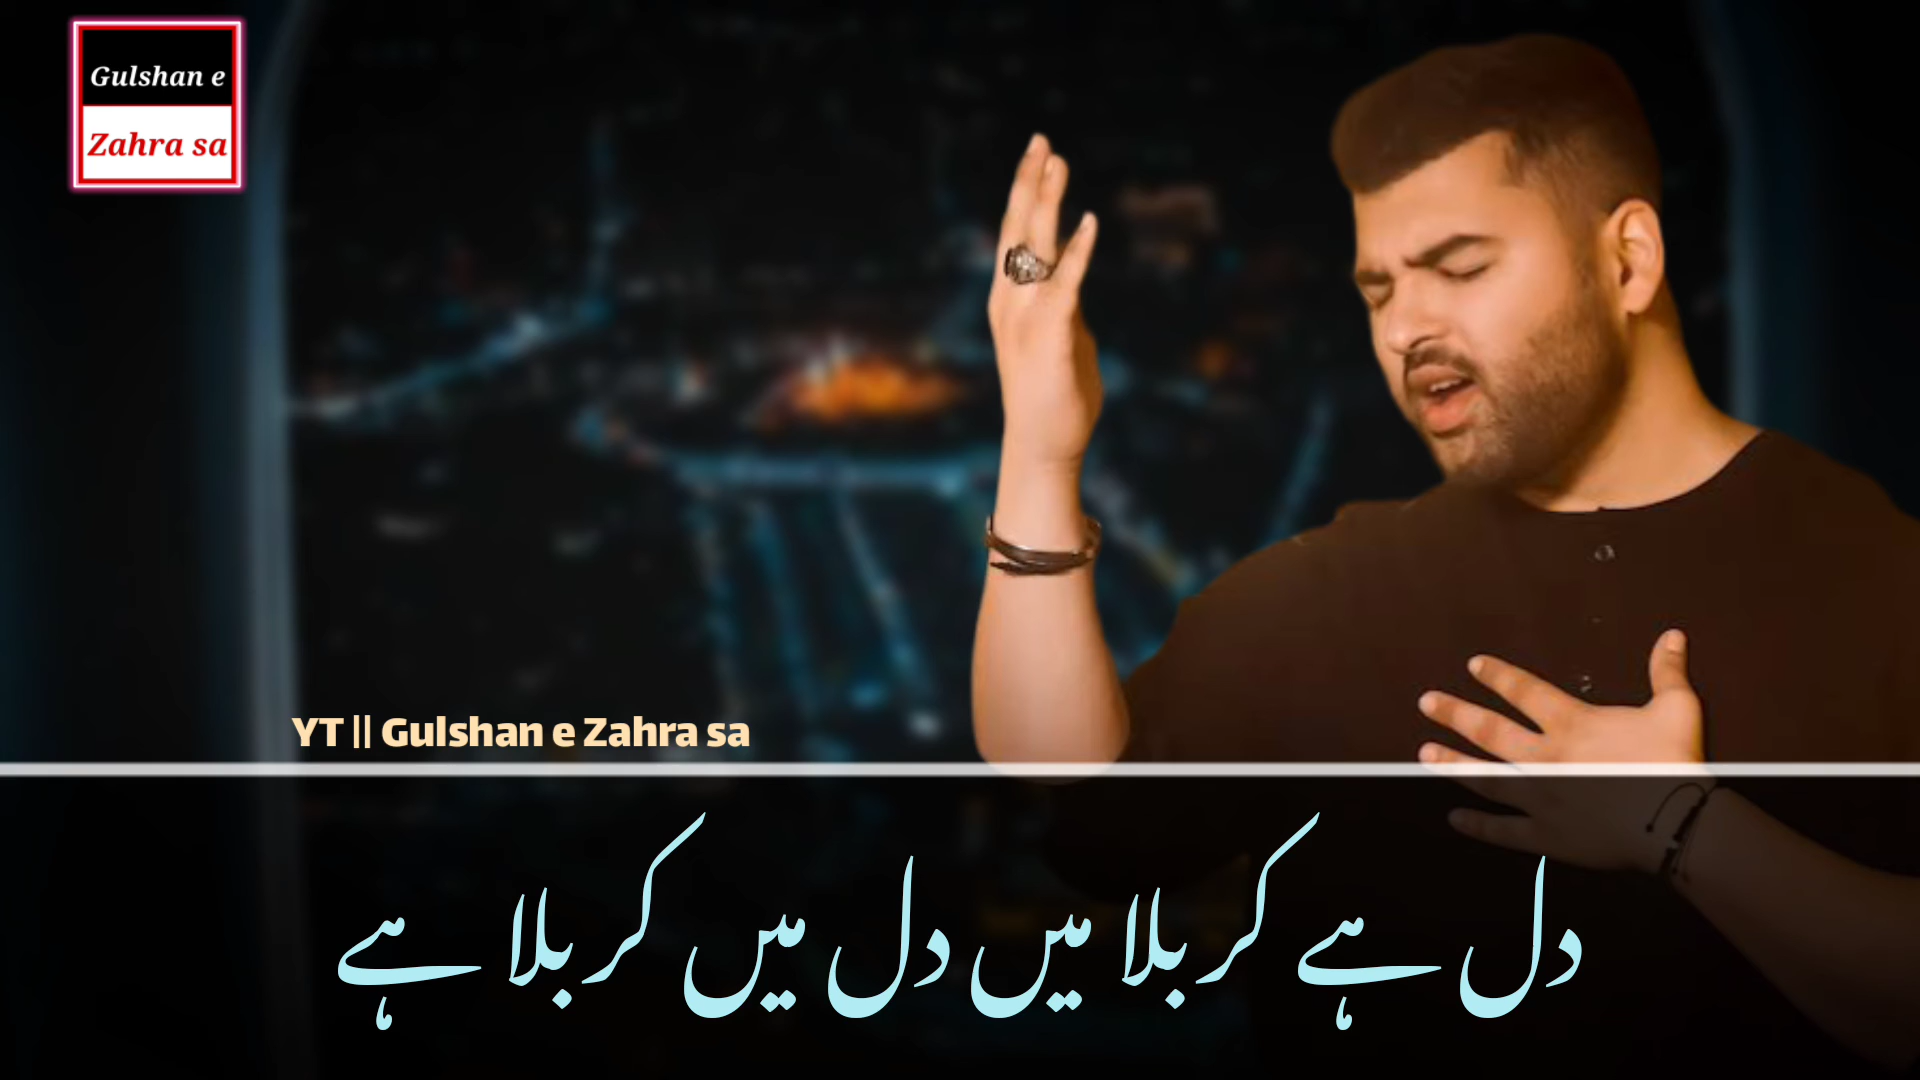 Gulshan e
Zahra sa
YT || Gulshan e Zahra sa
دل ہے کربلا میں دل میں کربلا ہے